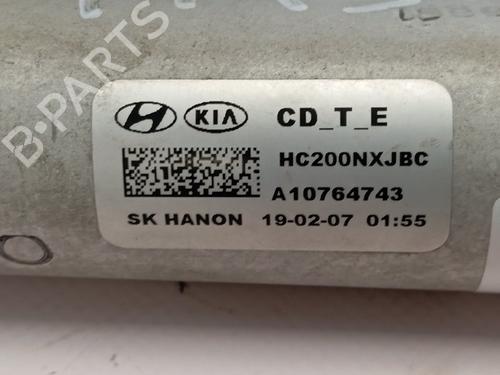 KIA CD_T_E
HC200NXJBC
A10764743
SK HANON 19-02-07 01:55
B-PARTS